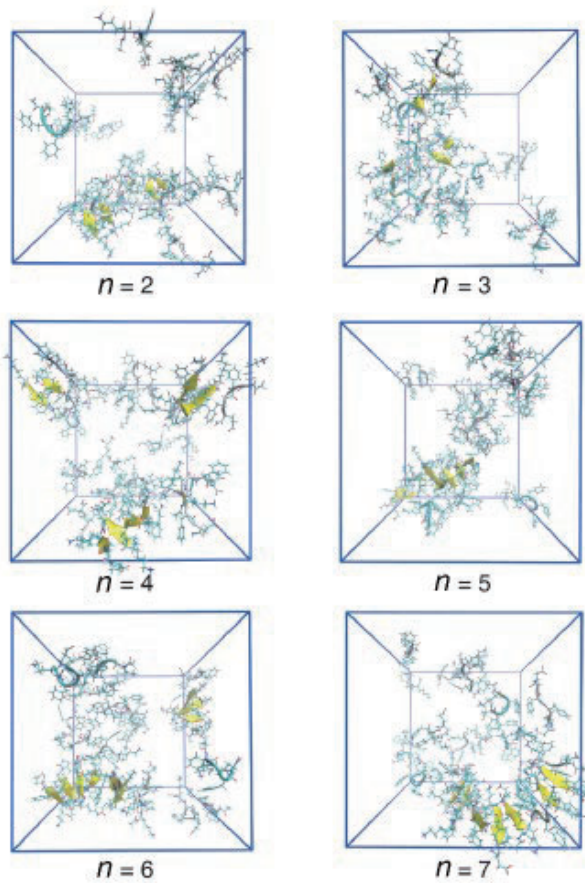 n = 2
n = 3
n = 4
n = 5
n = 6
n = 7